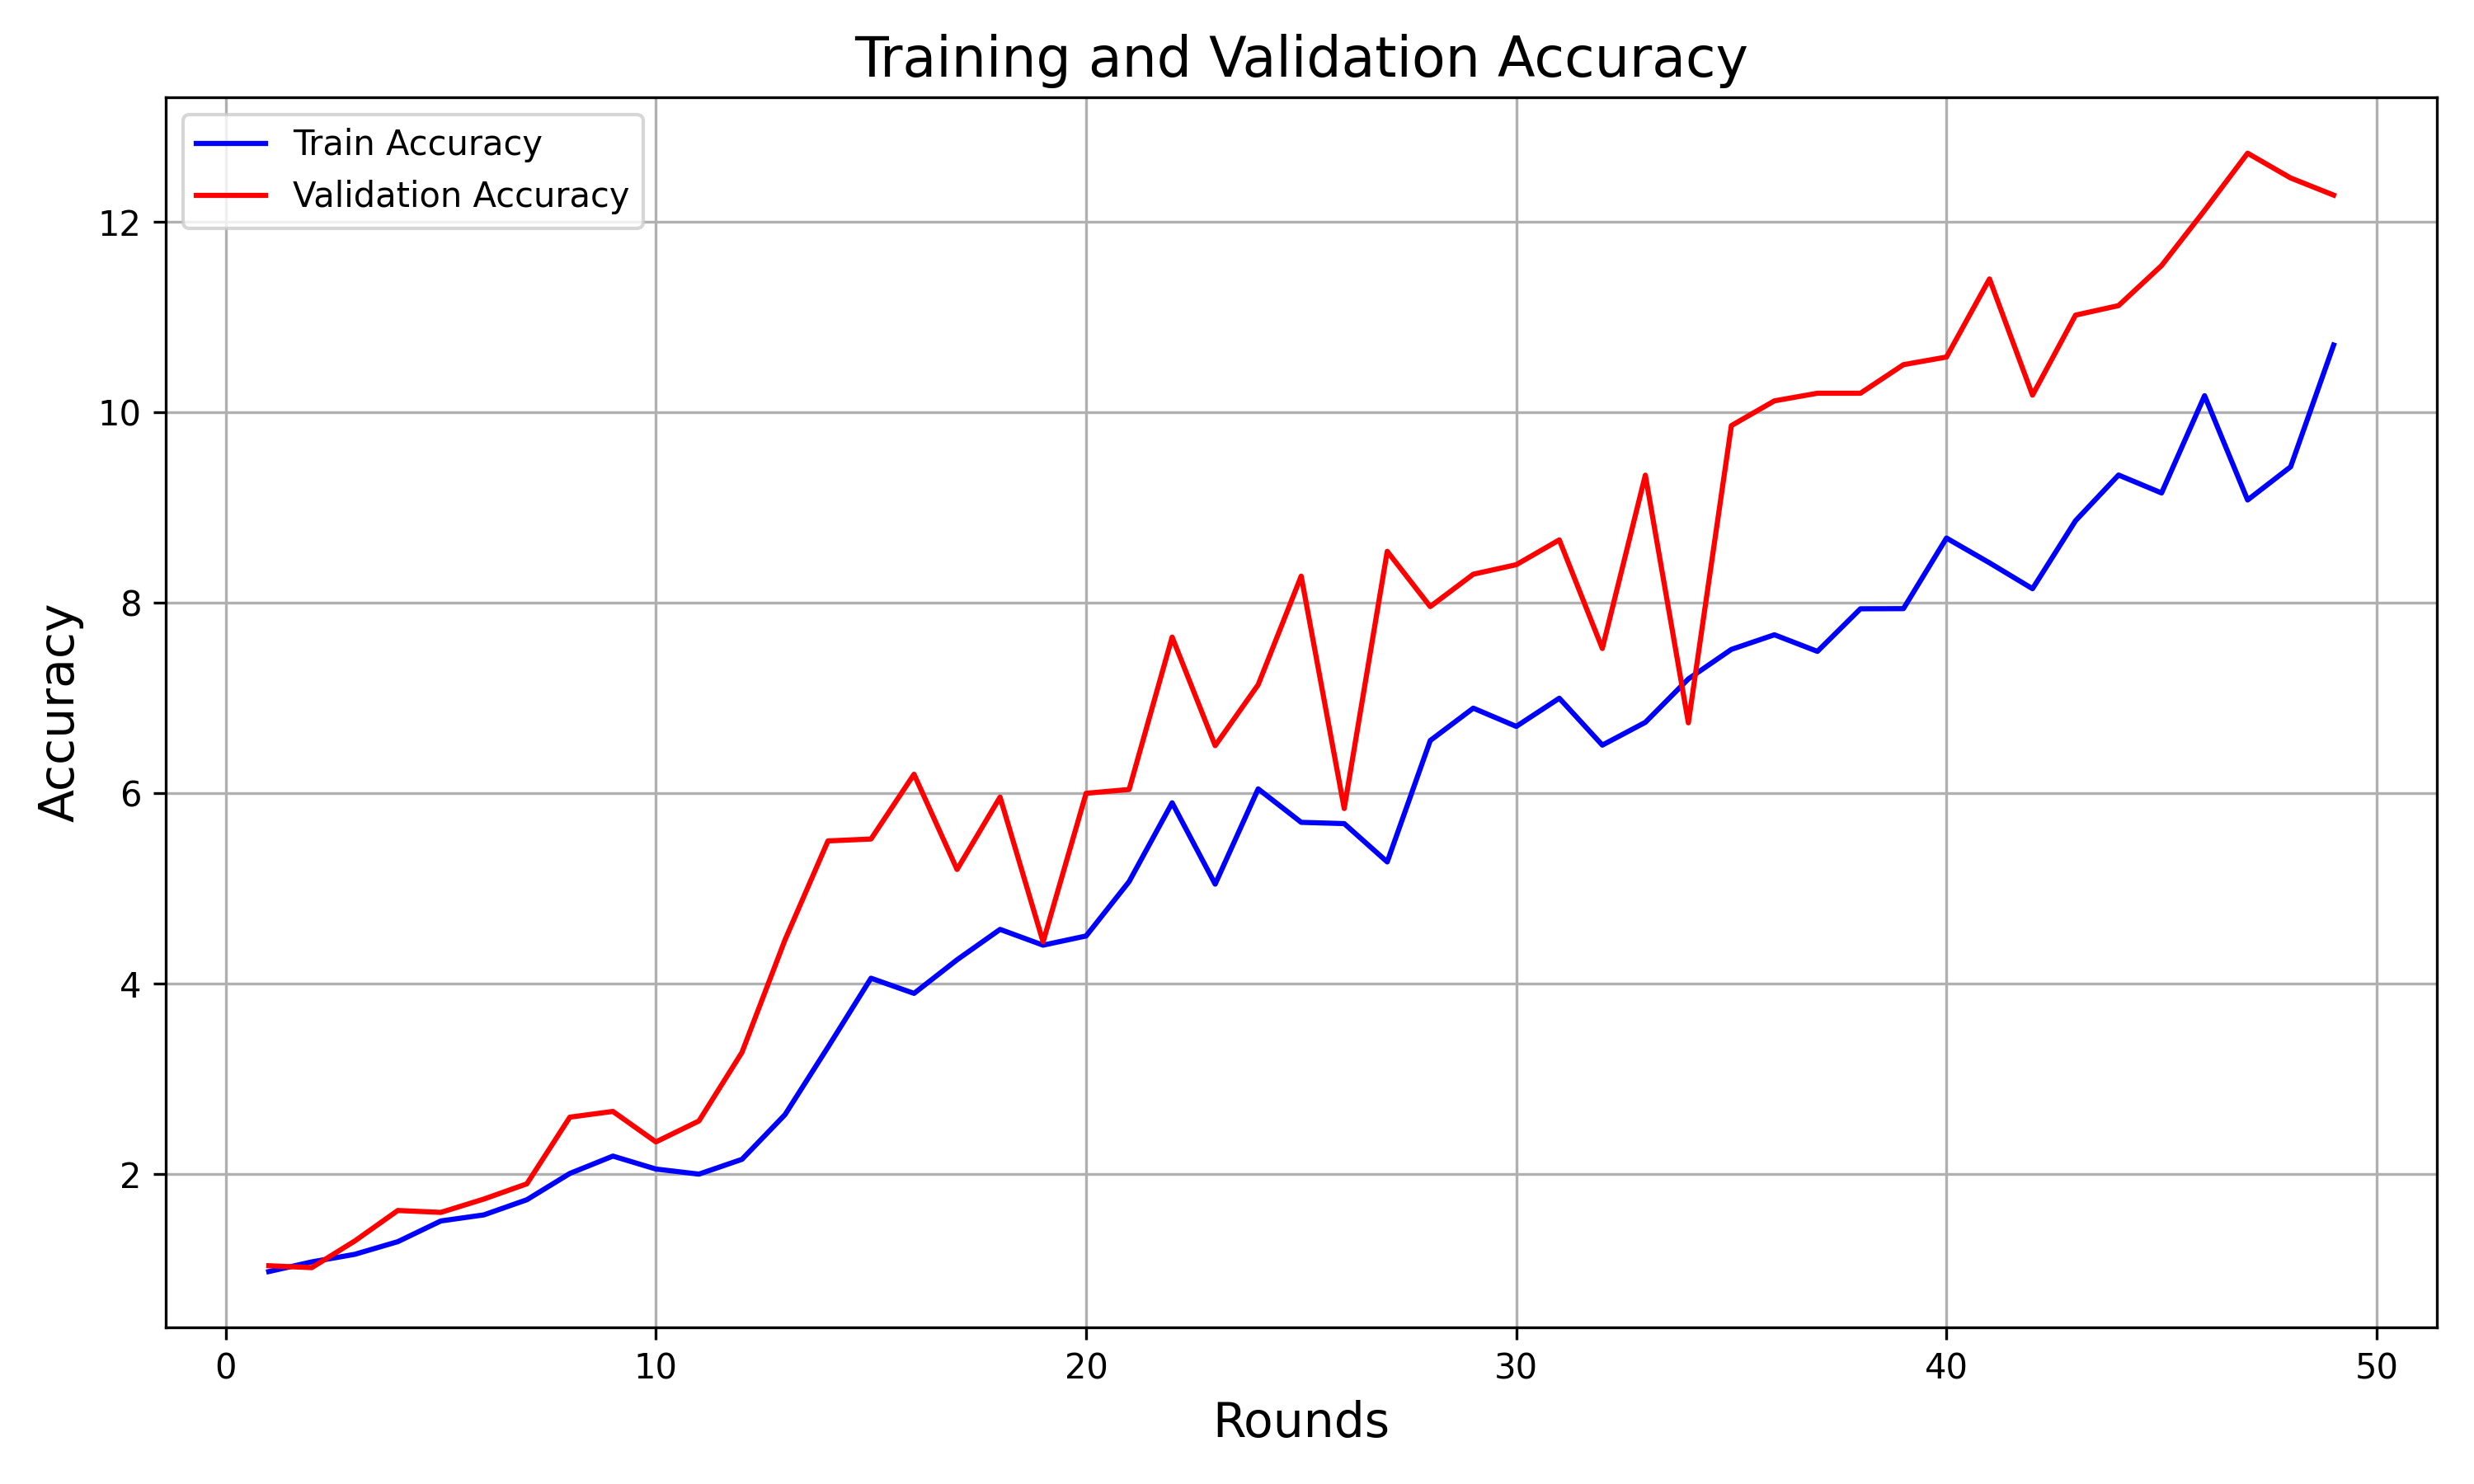 Training and Validation Accuracy
Train Accuracy
Validation Accuracy
12
10
8
6
4
2
Accuracy
0 10 20 30 40 50
Rounds